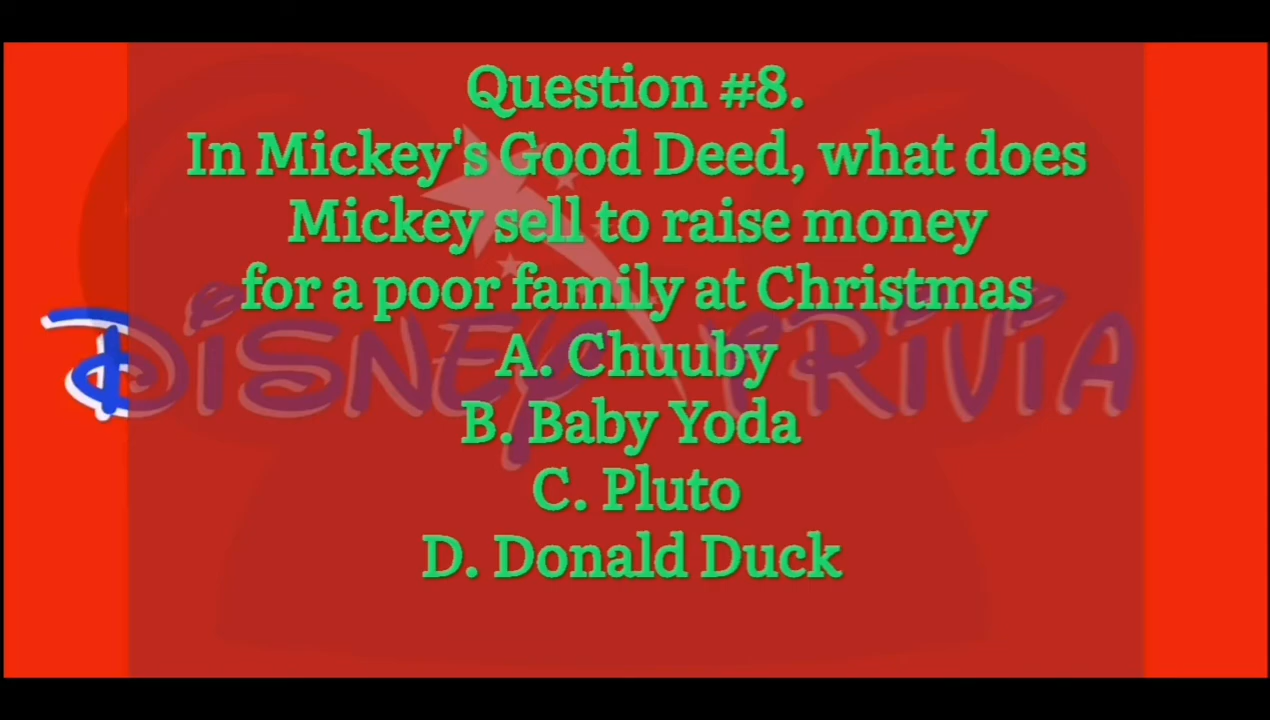 Question #8.
In Mickey's Good Deed, what does
Mickey sell to raise money
for a poor family at Christmas
DISNEY TRIVIA
A. Chuuby
B. Baby Yoda
C. Pluto
D. Donald Duck